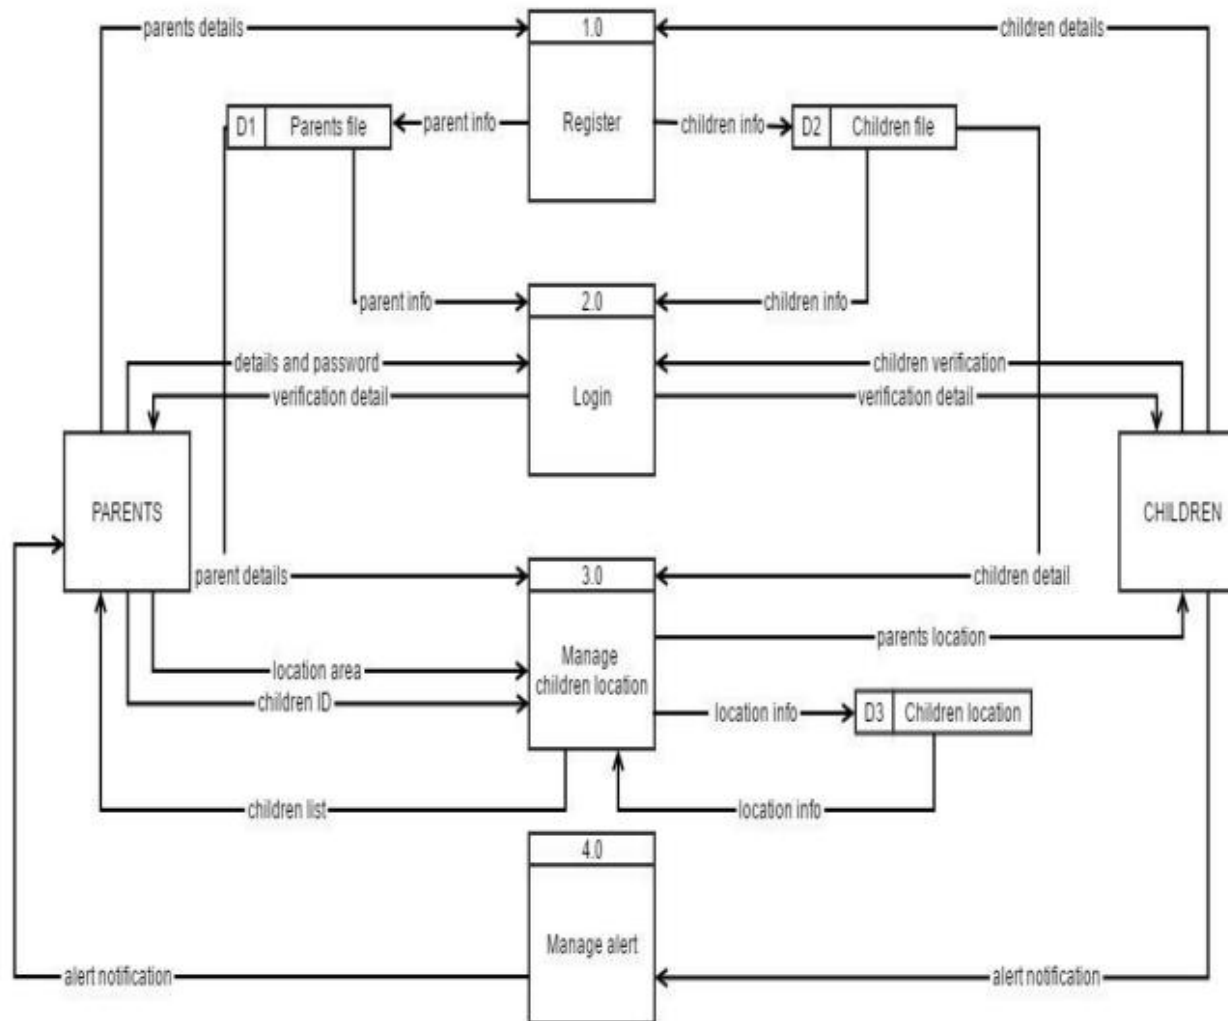 parents details
1.0
children details
D1
Parents file
parent info
Register
children info
D2
Children file
parent info
2.0
children info
details and password
children verification
verification detail
Login
verification detail
PARENTS
CHILDREN
parent details
3.0
children detail
parents location
Manage
children location
location area
children ID
location info
D3
Children location
children list
location info
4.0
Manage alert
alert notification
alert notification